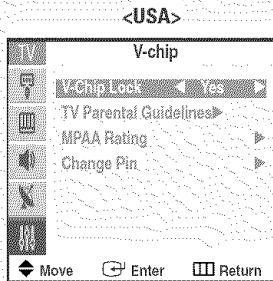 <USA>
TV V-chip
V-Chip Lock Yes
TV Parental Guidelines
MPAA Rating
Change Pin
Move Enter Return